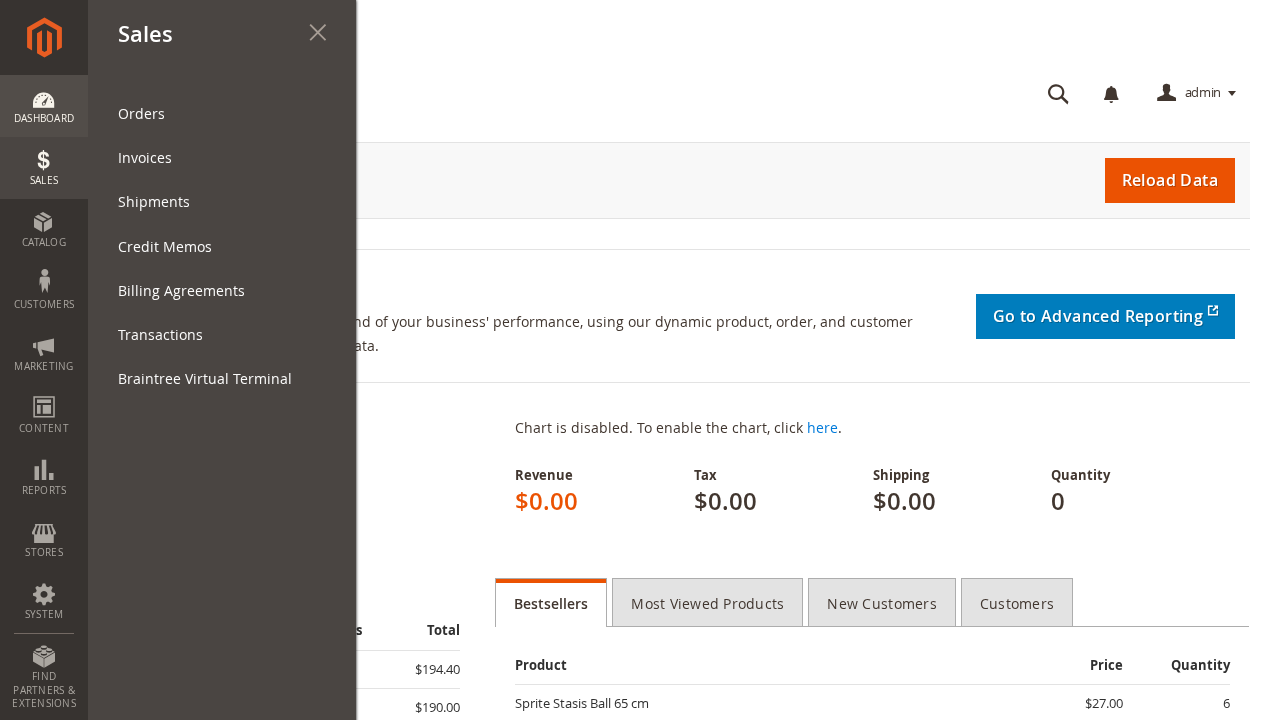 DASHBOARD
SALES
CATALOG
CUSTOMERS
MARKETING
CONTENT
REPORTS
STORES
SYSTEM
FIND
PARTNERS &
EXTENSIONS
Sales
Orders
Invoices
Shipments
Credit Memos
Billing Agreements
Transactions
Braintree Virtual Terminal
admin
Reload Data
of your business' performance, using our dynamic product, order, and customer
Go to Advanced Reporting
Chart is disabled. To enable the chart, click here.
Revenue Tax Shipping Quantity
$0.00 $0.00 $0.00 0
Bestsellers Most Viewed Products New Customers Customers
Total
$194.40
$190.00
Product Price Quantity
Sprite Stasis Ball 65 cm $27.00 6